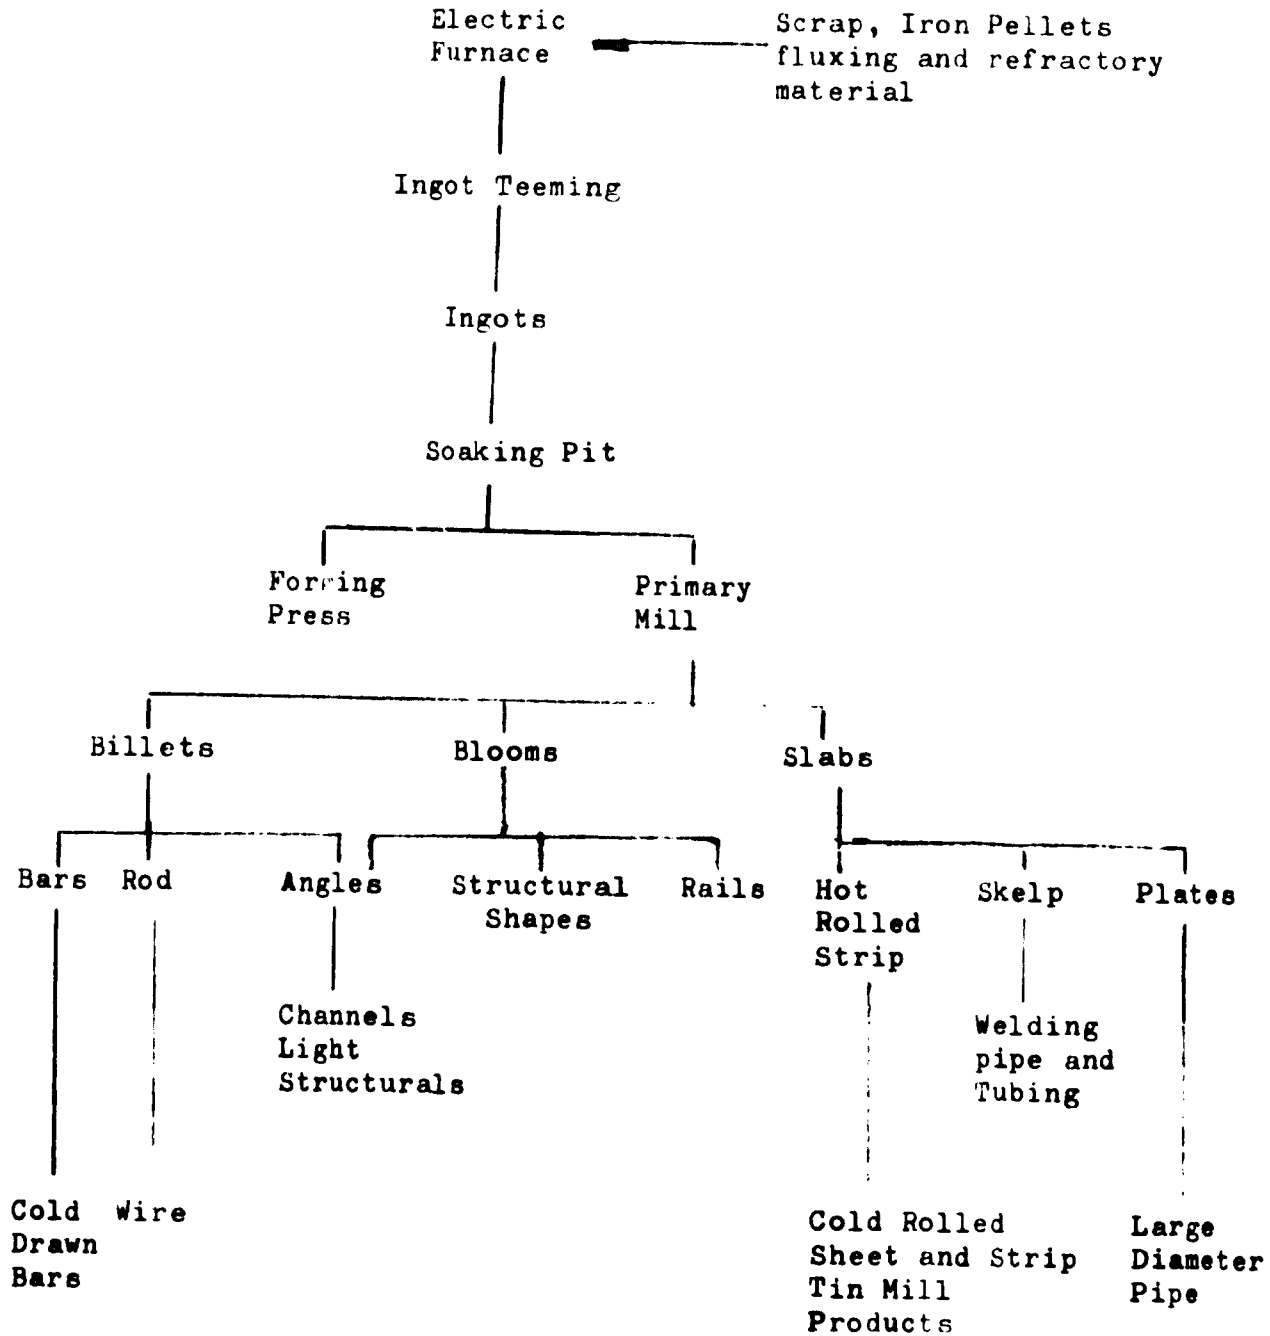 Electric
Furnace
Scrap, Iron Pellets
fluxing and refractory
material
Ingot Teeming
Ingots
Soaking Pit
Forging
Press
Primary
Mill
Billets
Blooms
Slabs
Bars
Rod
Angles
Structural
Shapes
Rails
Hot
Rolled
Strip
Skelp
Plates
Channels
Light
Structurals
Welding
pipe and
Tubing
Cold
Drawn
Bars
Wire
Cold Rolled
Sheet and Strip
Tin Mill
Products
Large
Diameter
Pipe